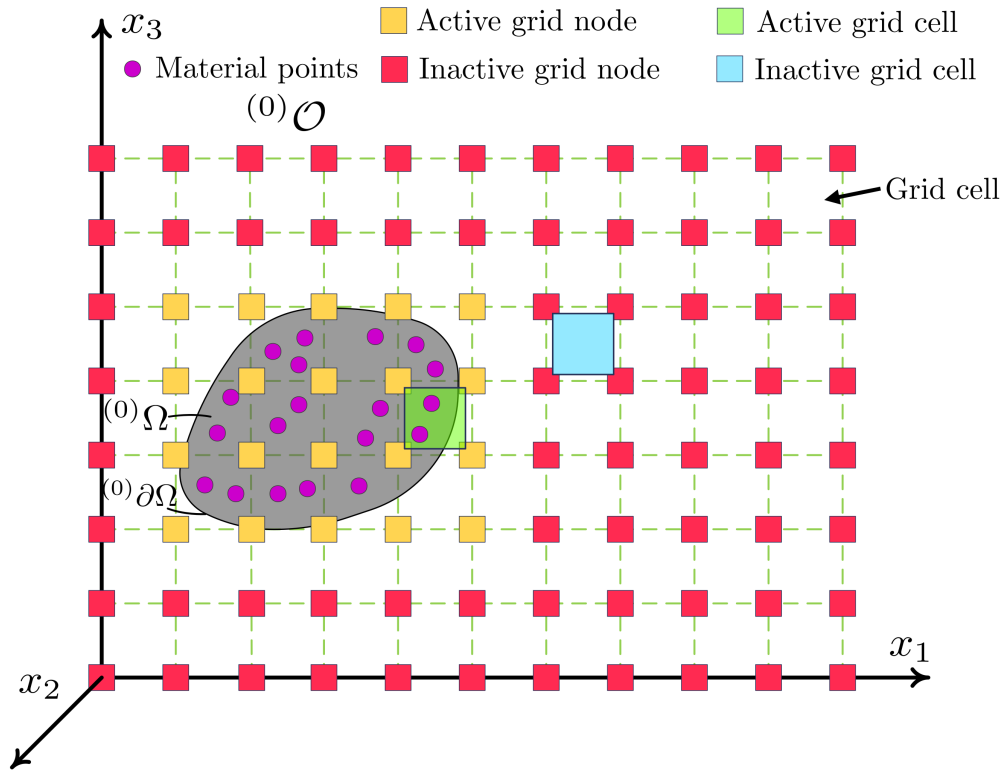 x₃
Active grid node
Active grid cell
Material points
Inactive grid node
Inactive grid cell
⁽⁰⁾𝒪
Grid cell
⁽⁰⁾Ω
⁽⁰⁾∂Ω
x₁
x₂